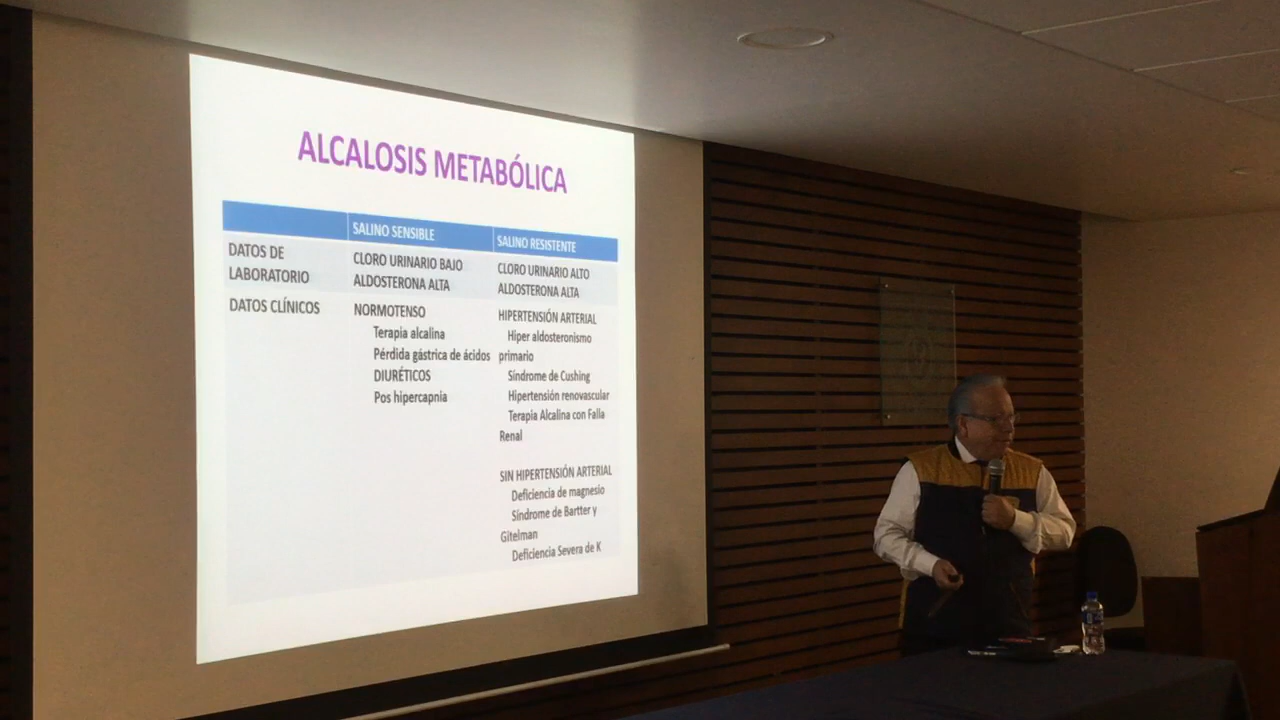 ALCALOSIS METABÓLICA
SALINO SENSIBLE
SALINO RESISTENTE
DATOS DE
LABORATORIO
CLORO URINARIO BAJO
ALDOSTERONA ALTA
CLORO URINARIO ALTO
ALDOSTERONA ALTA
DATOS CLÍNICOS
NORMOTENSO
Terapia alcalina
Pérdida gástrica de ácidos
DIURÉTICOS
Pos hipercapnia
HIPERTENSIÓN ARTERIAL
Hiper aldosteronismo
primario
Síndrome de Cushing
Hipertensión renovascular
Terapia Alcalina con Falla
Renal
SIN HIPERTENSIÓN ARTERIAL
Deficiencia de magnesio
Síndrome de Bartter y
Gitelman
Deficiencia Severa de K